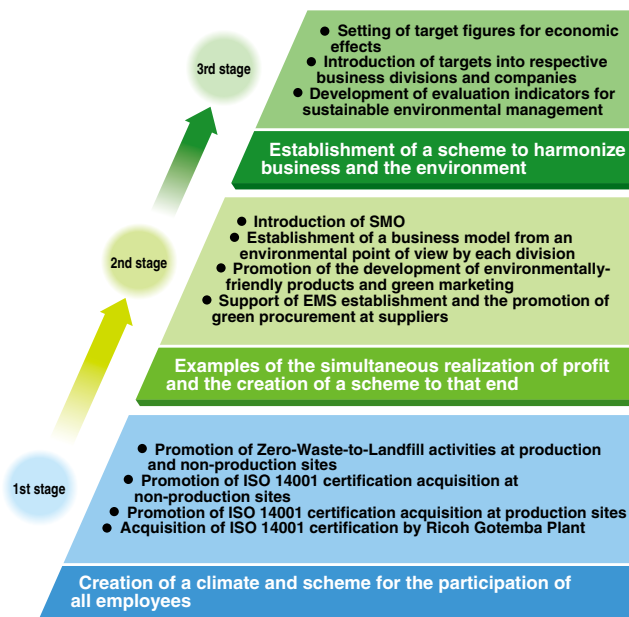 3rd stage
● Setting of target figures for economic
effects
● Introduction of targets into respective
business divisions and companies
● Development of evaluation indicators for
sustainable environmental management
Establishment of a scheme to harmonize
business and the environment
2nd stage
● Introduction of SMO
● Establishment of a business model from an
environmental point of view by each division
● Promotion of the development of environmentally-
friendly products and green marketing
● Support of EMS establishment and the promotion of
green procurement at suppliers
Examples of the simultaneous realization of profit
and the creation of a scheme to that end
1st stage
● Promotion of Zero-Waste-to-Landfill activities at production
and non-production sites
● Promotion of ISO 14001 certification acquisition at
non-production sites
● Promotion of ISO 14001 certification acquisition at production sites
● Acquisition of ISO 14001 certification by Ricoh Gotemba Plant
Creation of a climate and scheme for the participation of
all employees